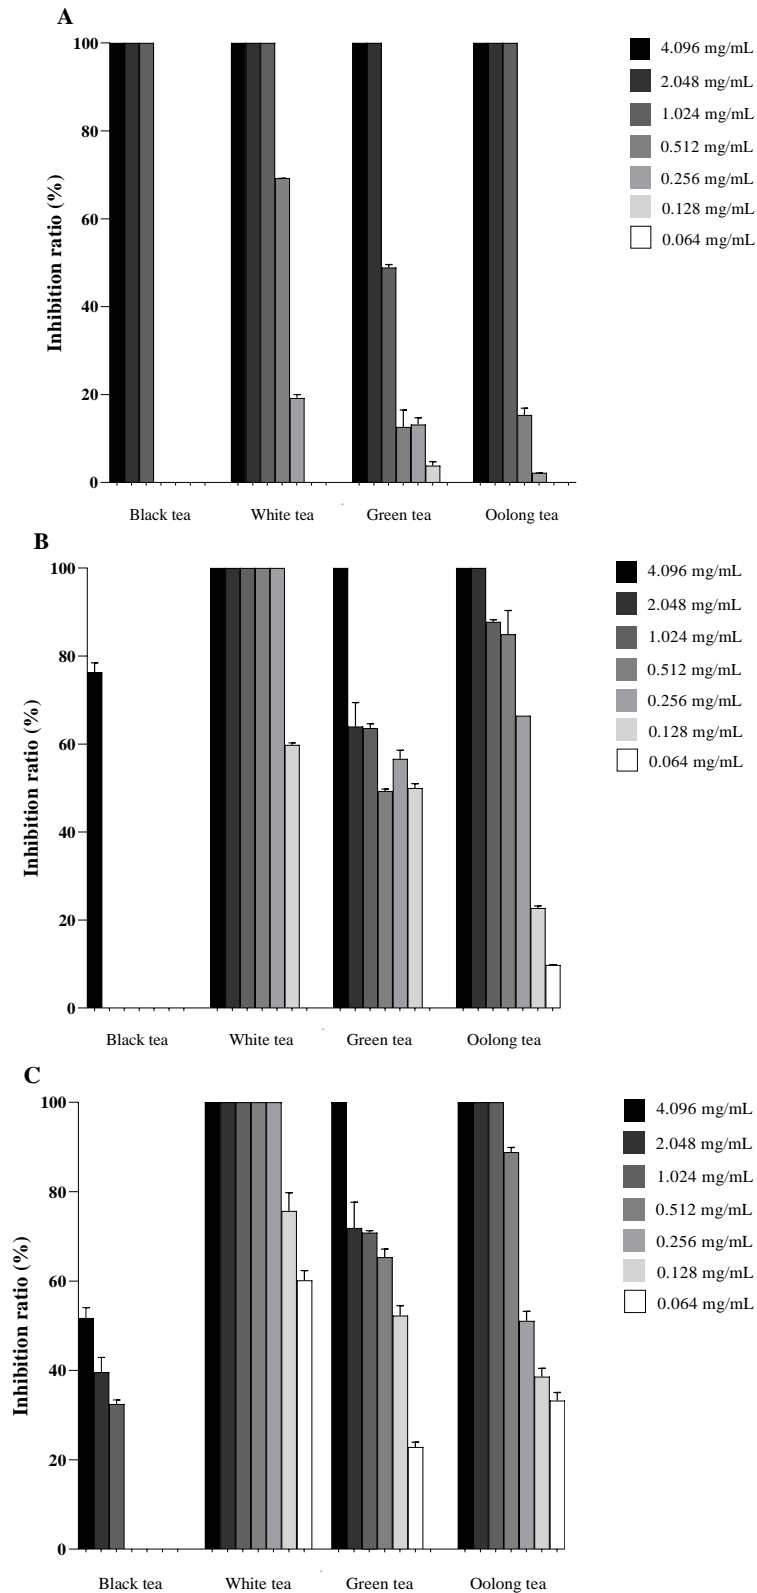 A
Inhibition ratio (%)
100
80
60
40
20
0
Black tea
White tea
Green tea
Oolong tea
4.096 mg/mL
2.048 mg/mL
1.024 mg/mL
0.512 mg/mL
0.256 mg/mL
0.128 mg/mL
0.064 mg/mL
B
Inhibition ratio (%)
100
80
60
40
20
0
Black tea
White tea
Green tea
Oolong tea
4.096 mg/mL
2.048 mg/mL
1.024 mg/mL
0.512 mg/mL
0.256 mg/mL
0.128 mg/mL
0.064 mg/mL
C
Inhibition ratio (%)
100
80
60
40
20
0
Black tea
White tea
Green tea
Oolong tea
4.096 mg/mL
2.048 mg/mL
1.024 mg/mL
0.512 mg/mL
0.256 mg/mL
0.128 mg/mL
0.064 mg/mL